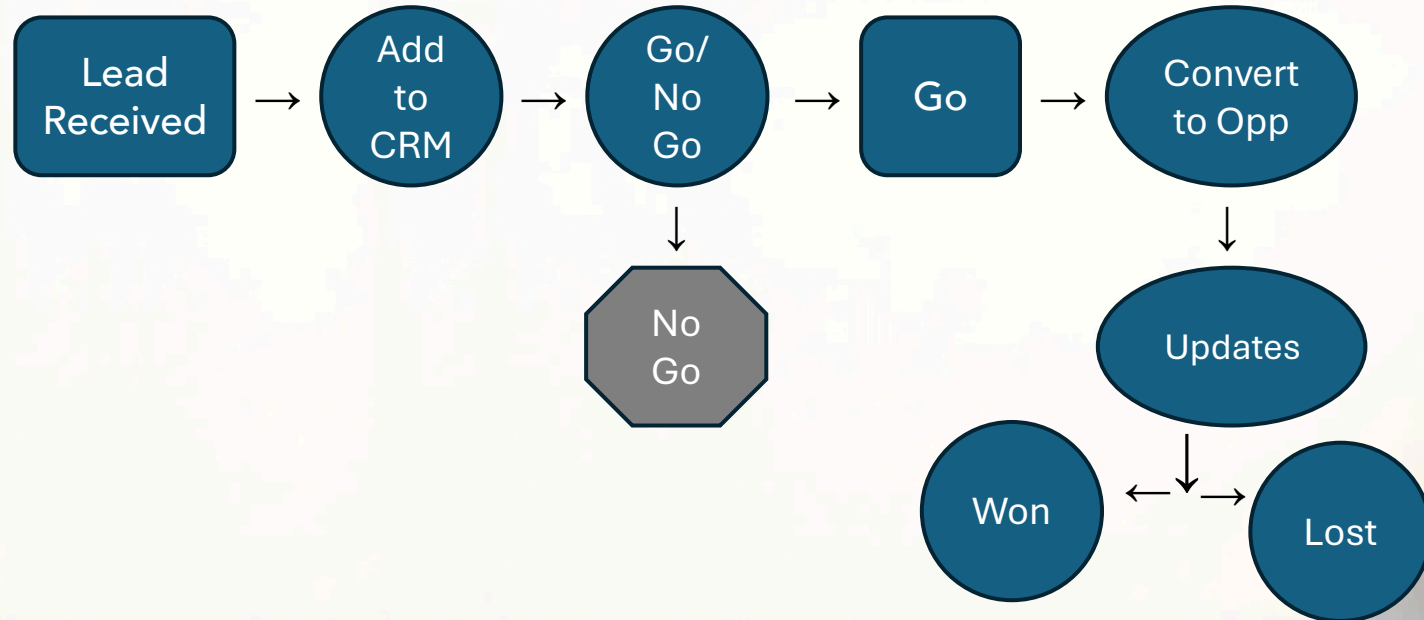 Lead
Received
Add
to
CRM
Go/
No
Go
Go
Convert
to Opp
No
Go
Updates
Won
Lost